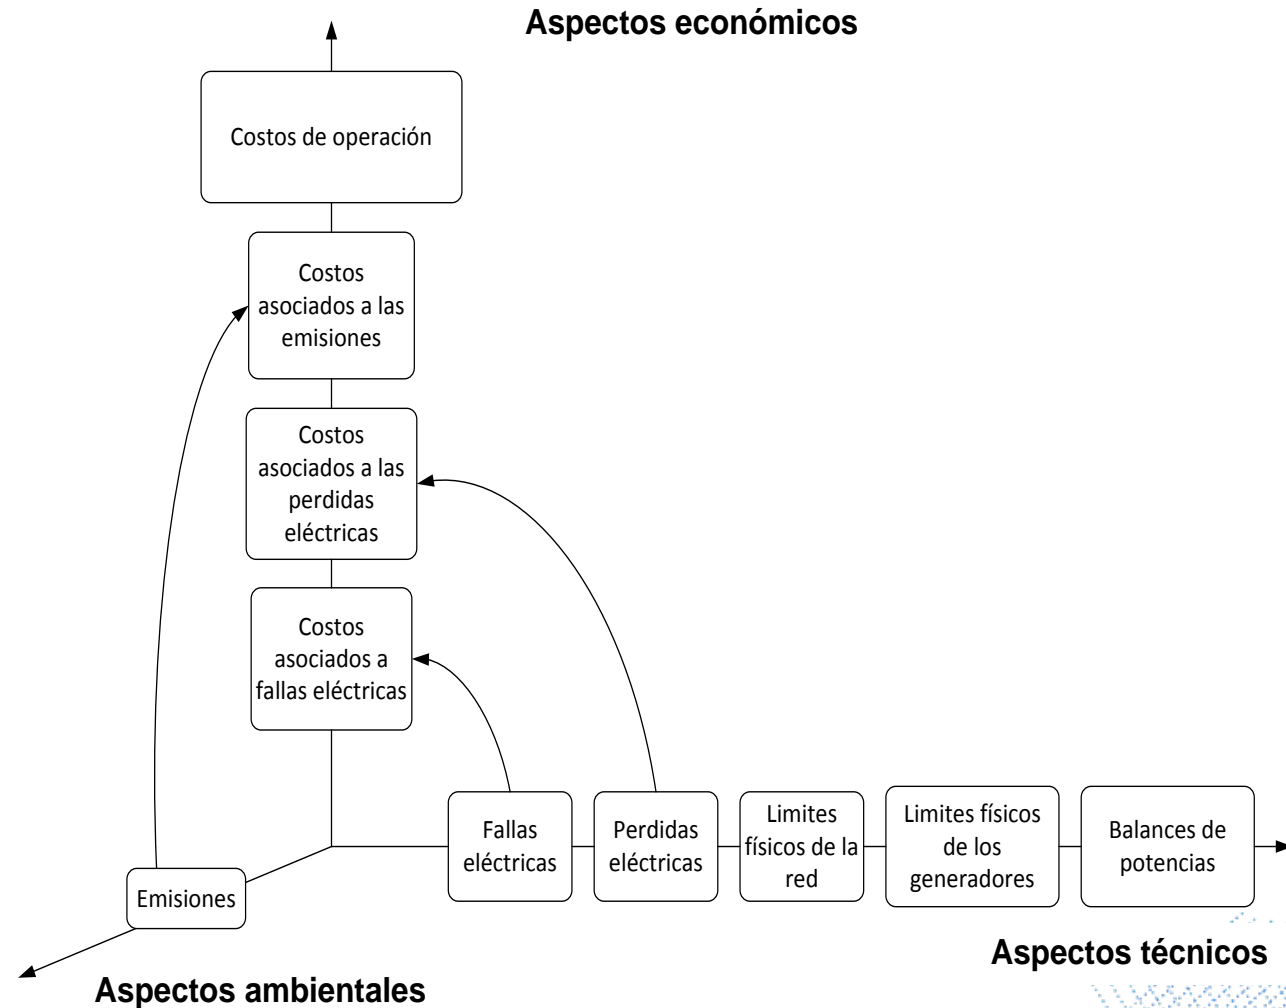 Aspectos económicos
Costos de operación
Costos
asociados a las
emisiones
Costos
asociados a las
perdidas
eléctricas
Costos
asociados a
fallas eléctricas
Fallas
eléctricas
Perdidas
eléctricas
Limites
físicos de la
red
Limites físicos
de los
generadores
Balances de
potencias
Emisiones
Aspectos técnicos
Aspectos ambientales